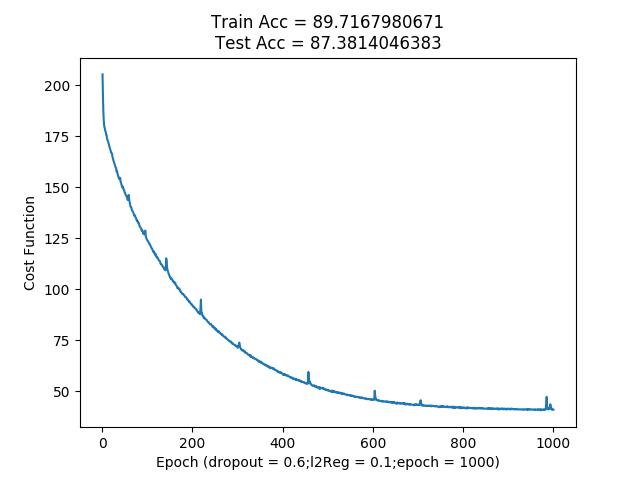 Train Acc = 89.7167980671
Test Acc = 87.3814046383
200
175
150
125
100
75
50
Cost Function
0 200 400 600 800 1000
Epoch (dropout = 0.6;l2Reg = 0.1;epoch = 1000)